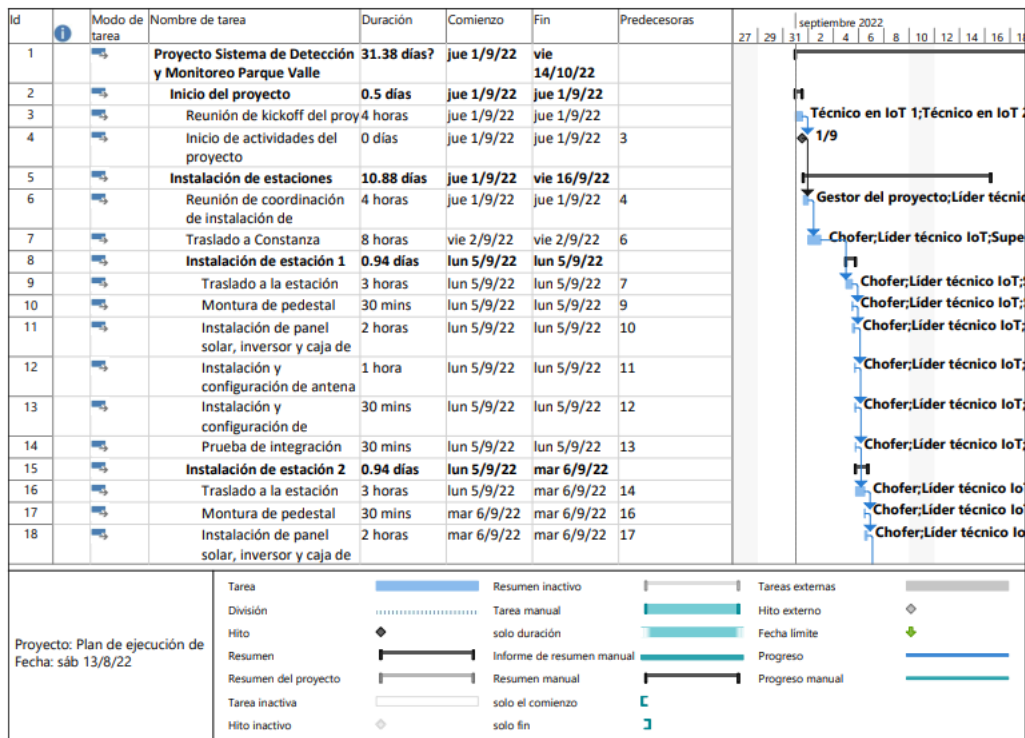 Id Modo de tarea Nombre de tarea Duración Comienzo Fin Predecesoras
septiembre 2022
27 29 31 2 4 6 8 10 12 14 16 18
1 Proyecto Sistema de Detección y Monitoreo Parque Valle 31.38 días? jue 1/9/22 vie 14/10/22
2 Inicio del proyecto 0.5 días jue 1/9/22 jue 1/9/22
3 Reunión de kickoff del proy 4 horas jue 1/9/22 jue 1/9/22 Técnico en IoT 1;Técnico en IoT 2
4 Inicio de actividades del proyecto 0 días jue 1/9/22 jue 1/9/22 3 1/9
5 Instalación de estaciones 10.88 días jue 1/9/22 vie 16/9/22
6 Reunión de coordinación de instalación de 4 horas jue 1/9/22 jue 1/9/22 4 Gestor del proyecto;Líder técnic
7 Traslado a Constanza 8 horas vie 2/9/22 vie 2/9/22 6 Chofer;Líder técnico IoT;Supe
8 Instalación de estación 1 0.94 días lun 5/9/22 lun 5/9/22
9 Traslado a la estación 3 horas lun 5/9/22 lun 5/9/22 7 Chofer;Líder técnico IoT;
10 Montura de pedestal 30 mins lun 5/9/22 lun 5/9/22 9 Chofer;Líder técnico IoT;
11 Instalación de panel solar, inversor y caja de 2 horas lun 5/9/22 lun 5/9/22 10 Chofer;Líder técnico IoT;
12 Instalación y configuración de antena 1 hora lun 5/9/22 lun 5/9/22 11 Chofer;Líder técnico IoT;
13 Instalación y configuración de 30 mins lun 5/9/22 lun 5/9/22 12 Chofer;Líder técnico IoT;
14 Prueba de integración 30 mins lun 5/9/22 lun 5/9/22 13 Chofer;Líder técnico IoT;
15 Instalación de estación 2 0.94 días lun 5/9/22 mar 6/9/22
16 Traslado a la estación 3 horas lun 5/9/22 mar 6/9/22 14 Chofer;Líder técnico IoT
17 Montura de pedestal 30 mins mar 6/9/22 mar 6/9/22 16 Chofer;Líder técnico IoT
18 Instalación de panel solar, inversor y caja de 2 horas mar 6/9/22 mar 6/9/22 17 Chofer;Líder técnico Io
Proyecto: Plan de ejecución de
Fecha: sáb 13/8/22
Tarea Resumen inactivo Tareas externas
División Tarea manual Hito externo
Hito solo duración Fecha límite
Resumen Informe de resumen manual Progreso
Resumen del proyecto Resumen manual Progreso manual
Tarea inactiva solo el comienzo
Hito inactivo solo fin